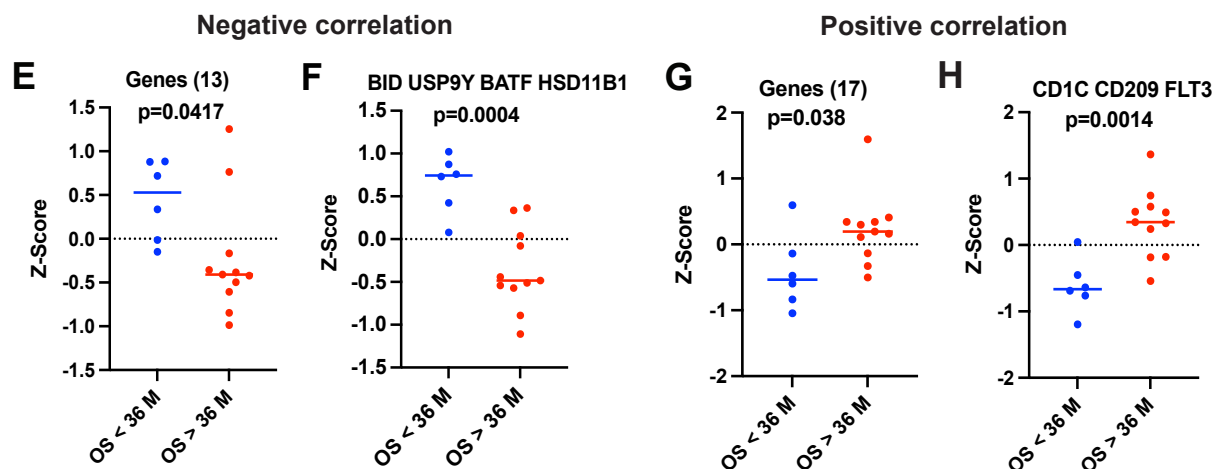 Negative correlation
Positive correlation
E
Genes (13)
p=0.0417
Z-Score
1.5
1.0
0.5
0.0
-0.5
-1.0
-1.5
OS < 36 M
OS > 36 M
F
BID USP9Y BATF HSD11B1
p=0.0004
Z-Score
1.5
1.0
0.5
0.0
-0.5
-1.0
-1.5
OS < 36 M
OS > 36 M
G
Genes (17)
p=0.038
Z-Score
2
1
0
-1
-2
OS < 36 M
OS > 36 M
H
CD1C CD209 FLT3
p=0.0014
Z-Score
2
1
0
-1
-2
OS < 36 M
OS > 36 M